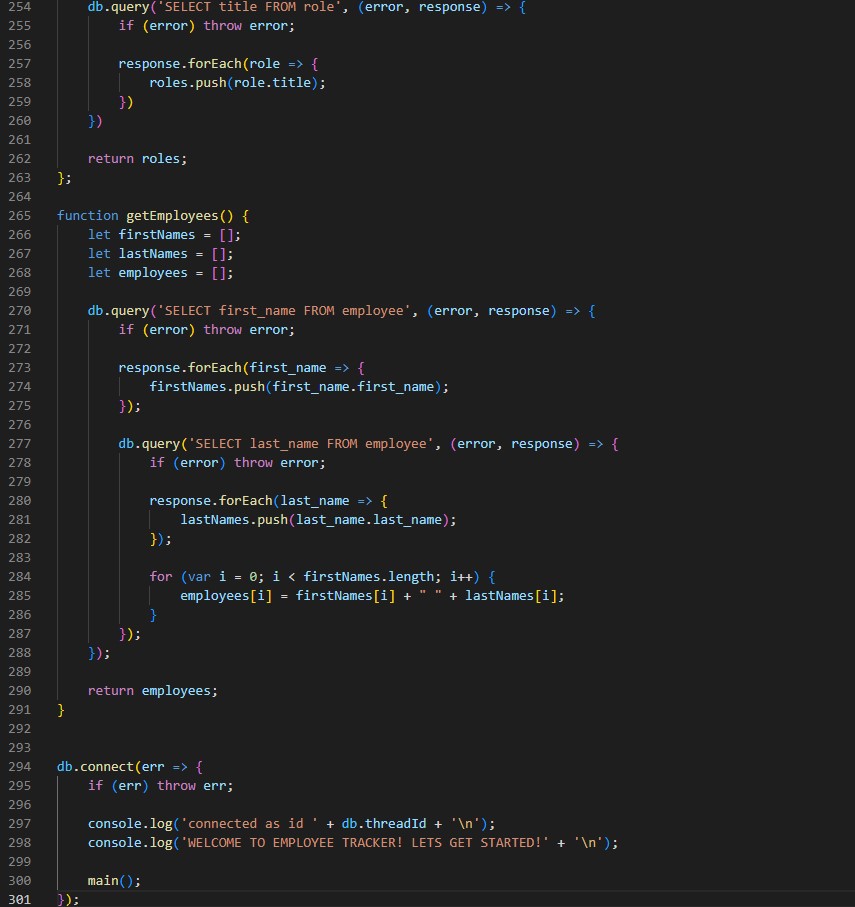 254 db.query('SELECT title FROM role', (error, response) => {
255 if (error) throw error;
256
257 response.forEach(role => {
258 roles.push(role.title);
259 })
260 })
261
262 return roles;
263 };
264
265 function getEmployees() {
266 let firstNames = [];
267 let lastNames = [];
268 let employees = [];
269
270 db.query('SELECT first_name FROM employee', (error, response) => {
271 if (error) throw error;
272
273 response.forEach(first_name => {
274 firstNames.push(first_name.first_name);
275 });
276
277 db.query('SELECT last_name FROM employee', (error, response) => {
278 if (error) throw error;
279
280 response.forEach(last_name => {
281 lastNames.push(last_name.last_name);
282 });
283
284 for (var i = 0; i < firstNames.length; i++) {
285 employees[i] = firstNames[i] + " " + lastNames[i];
286 }
287 });
288 });
289
290 return employees;
291 }
292
293
294 db.connect(err => {
295 if (err) throw err;
296
297 console.log('connected as id ' + db.threadId + '\n');
298 console.log('WELCOME TO EMPLOYEE TRACKER! LETS GET STARTED!' + '\n');
299
300 main();
301 });